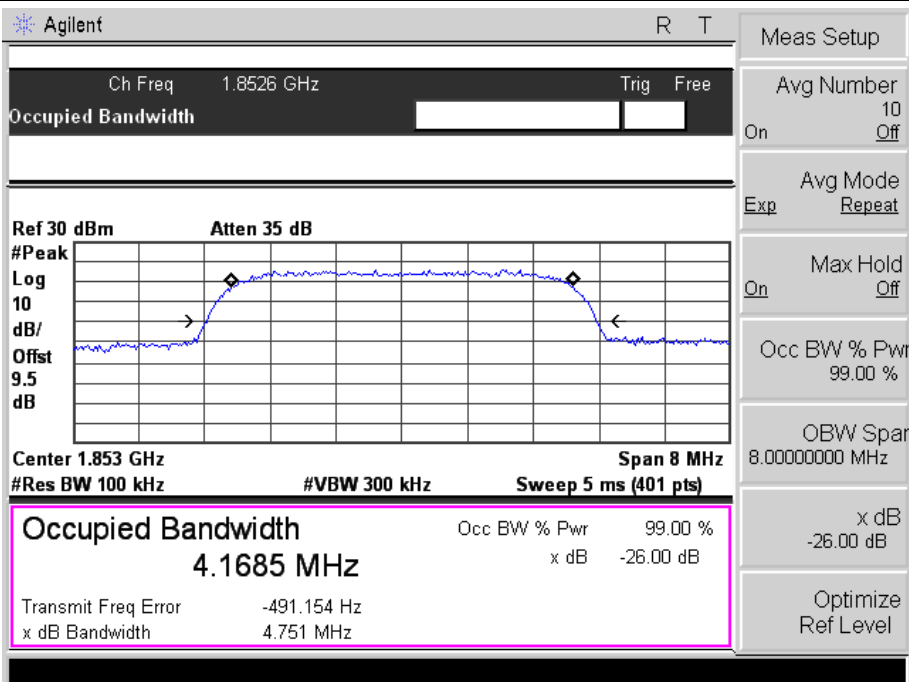 Agilent R T
Ch Freq 1.8526 GHz Trig Free
Occupied Bandwidth
Ref 30 dBm Atten 35 dB
#Peak
Log
10
dB/
Offst
9.5
dB
Center 1.853 GHz Span 8 MHz
#Res BW 100 kHz #VBW 300 kHz Sweep 5 ms (401 pts)
Occupied Bandwidth
4.1685 MHz
Occ BW % Pwr 99.00 %
x dB -26.00 dB
Transmit Freq Error -491.154 Hz
x dB Bandwidth 4.751 MHz
Meas Setup
Avg Number
10
On Off
Avg Mode
Exp Repeat
Max Hold
On Off
Occ BW % Pwr
99.00 %
OBW Spar
8.00000000 MHz
x dB
-26.00 dB
Optimize
Ref Level